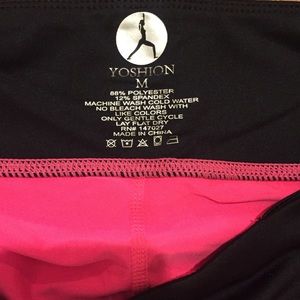 YOSHION
M
88% POLYESTER
12% SPANDEX
MACHINE WASH COLD WATER
NO BLEACH WASH WITH
LIKE COLORS
ONLY GENTLE CYCLE
LAY FLAT DRY
RN# 147027
MADE IN CHINA